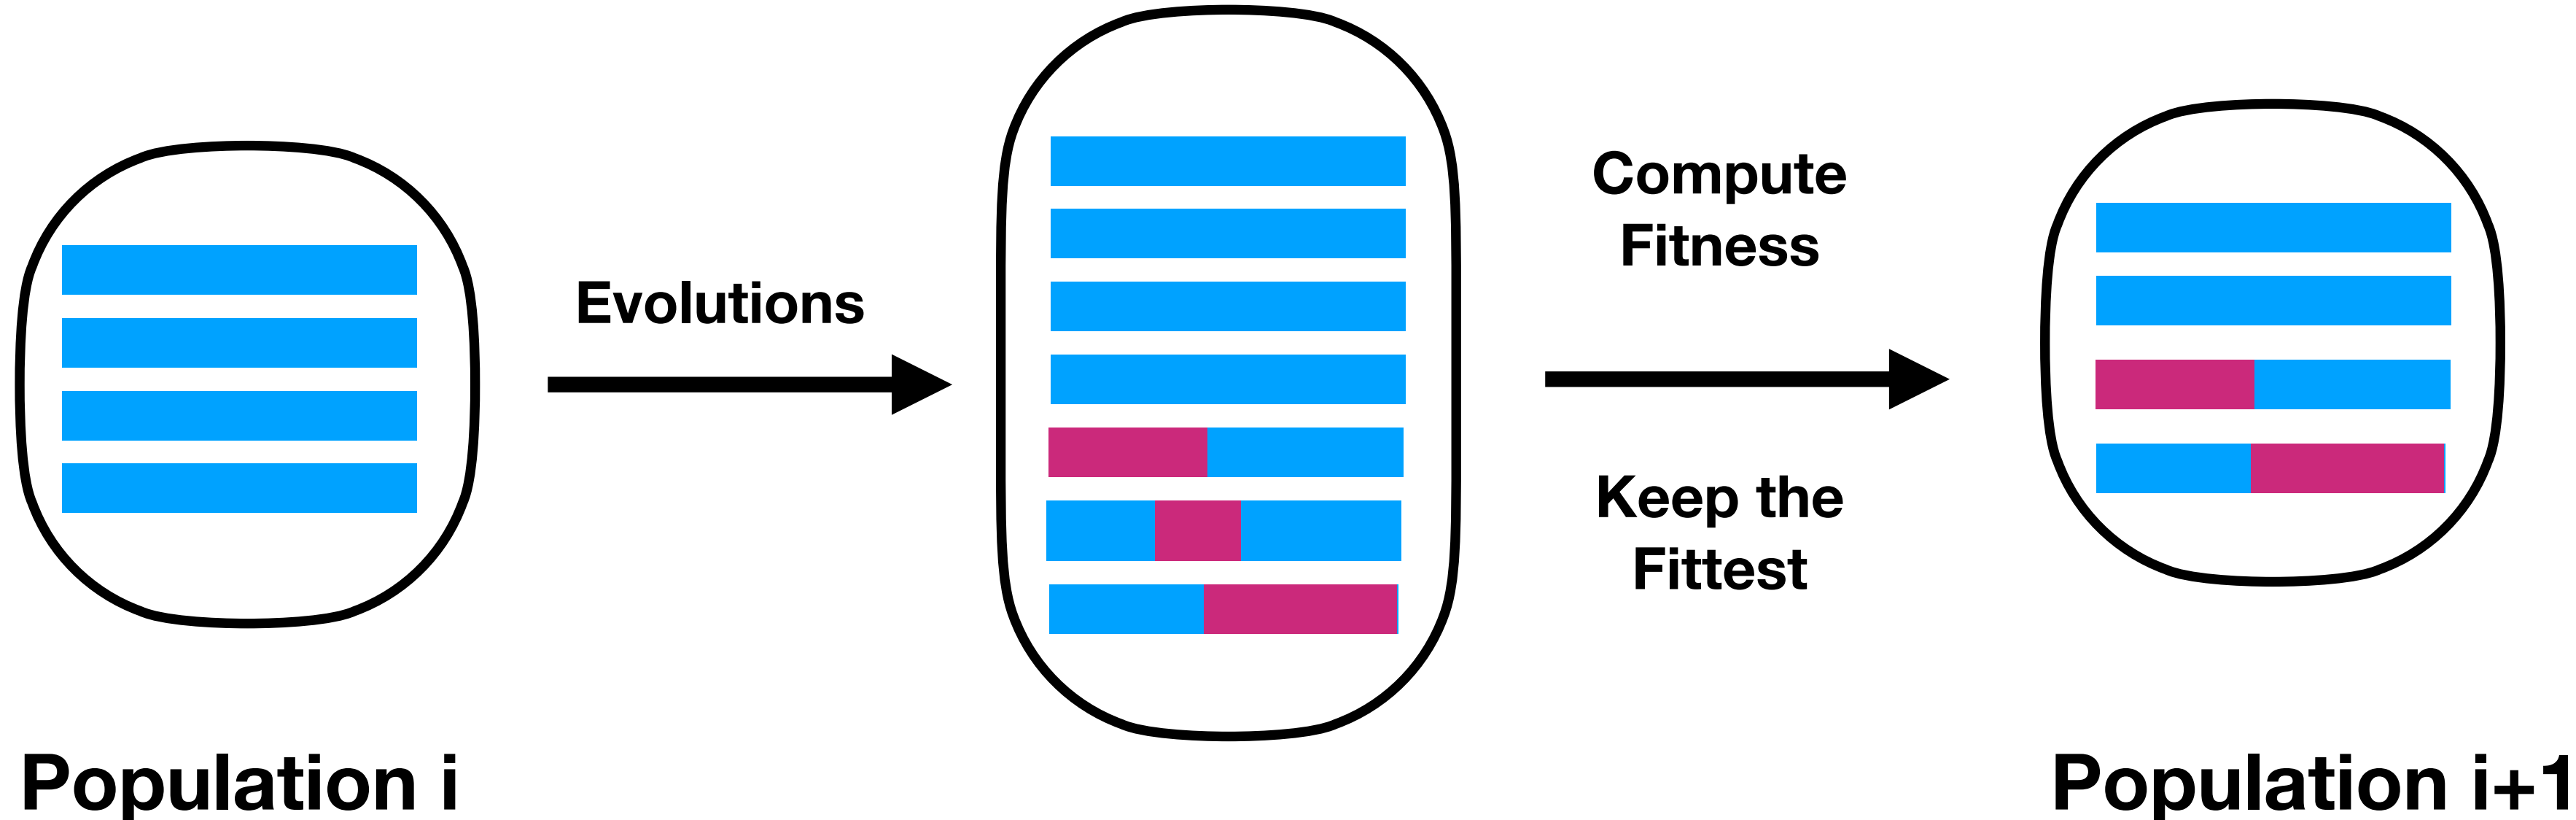 Evolutions
Compute
Fitness
Keep the
Fittest
Population i
Population i+1